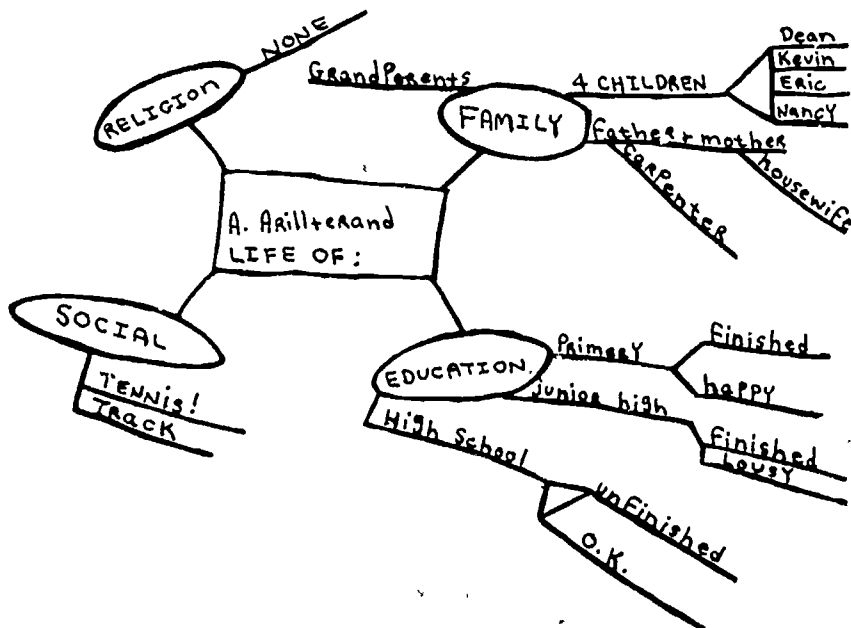 NONE
RELIGION
GrandParents
FAMILY
4 CHILDREN
Dean
Kevin
Eric
Nancy
Father + mother
carpenter
housewife
A. Arillterand
LIFE OF:
SOCIAL
TENNis!
TRacK
EDUCATION.
PRimaRY
Finished
happy
junior high
Finished
Lousy
High School
unFinished
O.K.